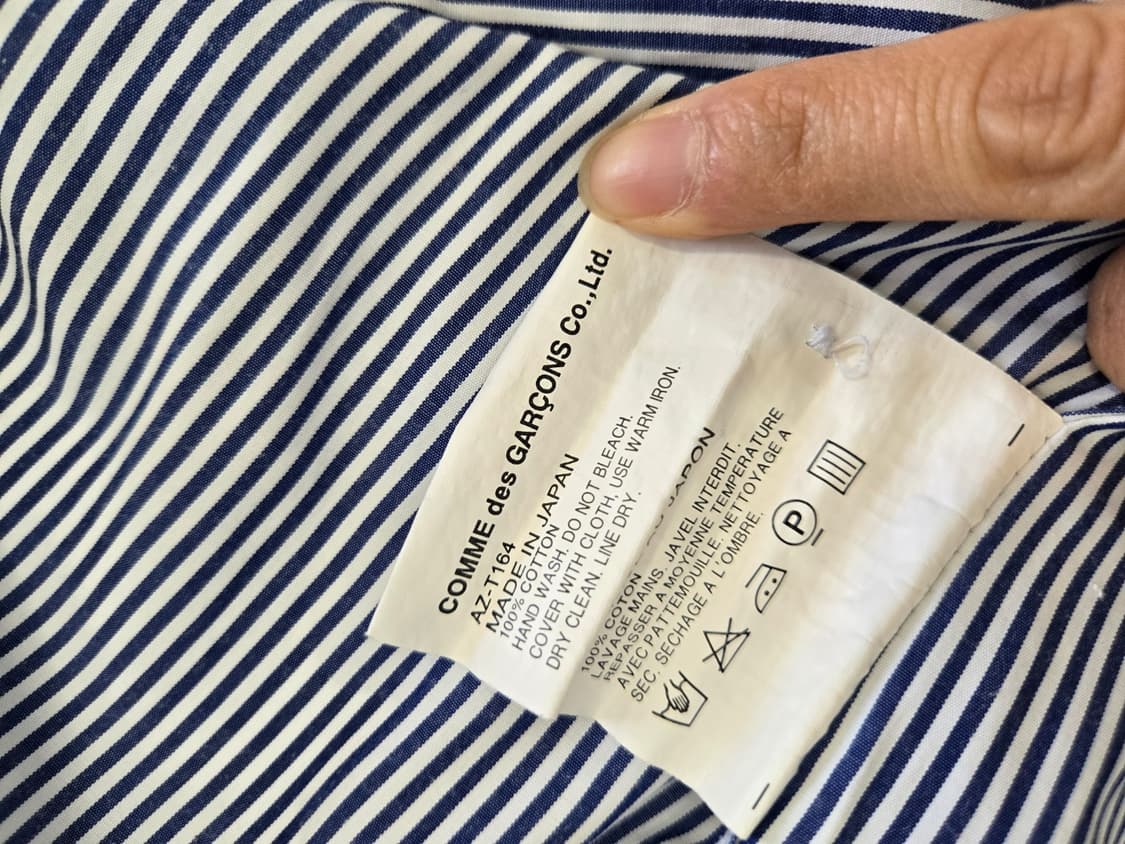 COMME des GARÇONS Co.,Ltd.
AZ-T164
MADE IN JAPAN
100% COTTON
HAND WASH. DO NOT BLEACH.
COVER WITH CLOTH, USE WARM IRON.
DRY CLEAN. LINE DRY.
JAPON
100% COTON
LAVAGE MAINS. JAVEL INTERDIT.
REPASSER A MOYENNE TEMPERATURE
AVEC PATTEMOUILLE. NETTOYAGE A
SEC. SECHAGE A L'OMBRE.
P